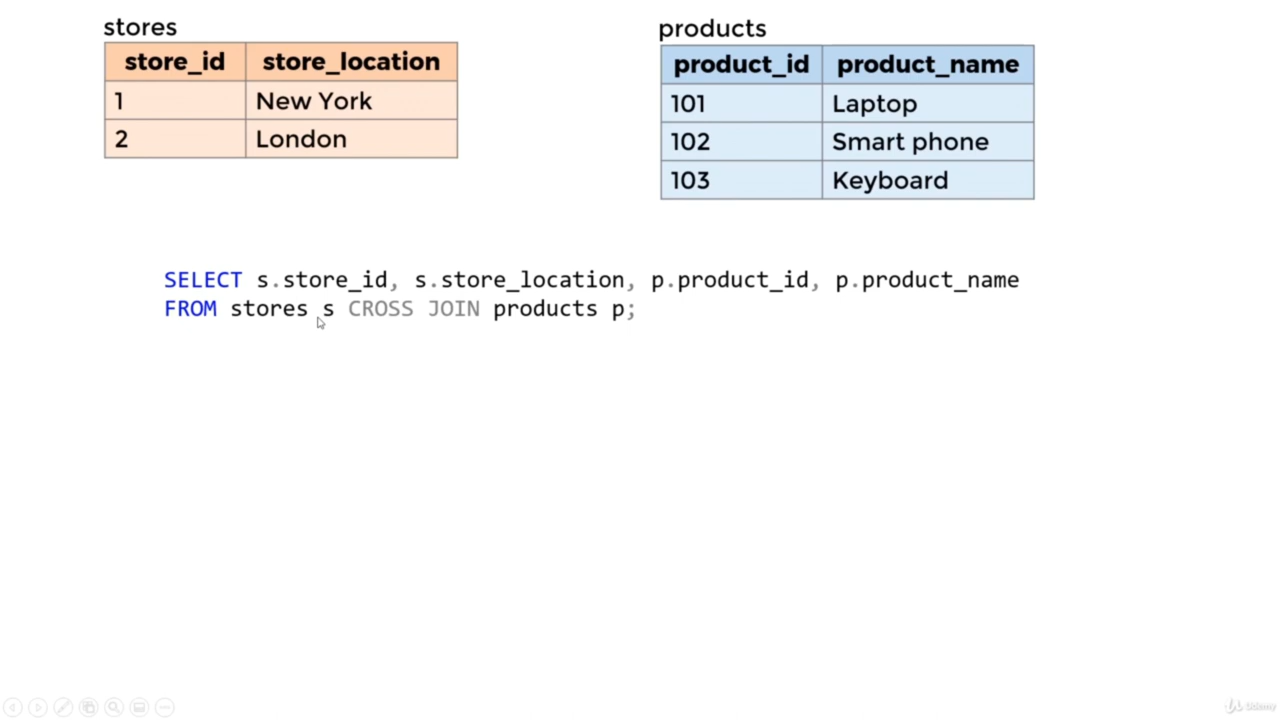 stores
store_id store_location
1 New York
2 London
products
product_id product_name
101 Laptop
102 Smart phone
103 Keyboard
SELECT s.store_id, s.store_location, p.product_id, p.product_name
FROM stores s CROSS JOIN products p;
Udemy